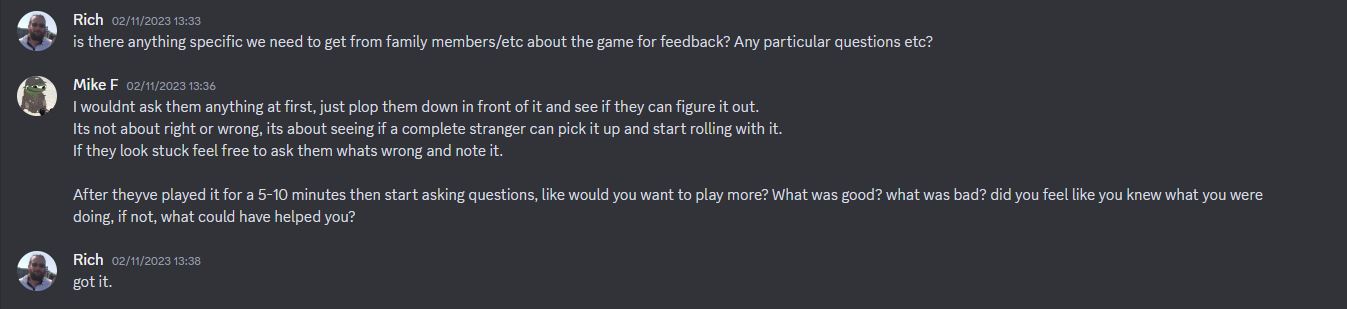 Rich 02/11/2023 13:33
is there anything specific we need to get from family members/etc about the game for feedback? Any particular questions etc?
Mike F 02/11/2023 13:36
I wouldnt ask them anything at first, just plop them down in front of it and see if they can figure it out.
Its not about right or wrong, its about seeing if a complete stranger can pick it up and start rolling with it.
If they look stuck feel free to ask them whats wrong and note it.
After theyve played it for a 5-10 minutes then start asking questions, like would you want to play more? What was good? what was bad? did you feel like you knew what you were
doing, if not, what could have helped you?
Rich 02/11/2023 13:38
got it.